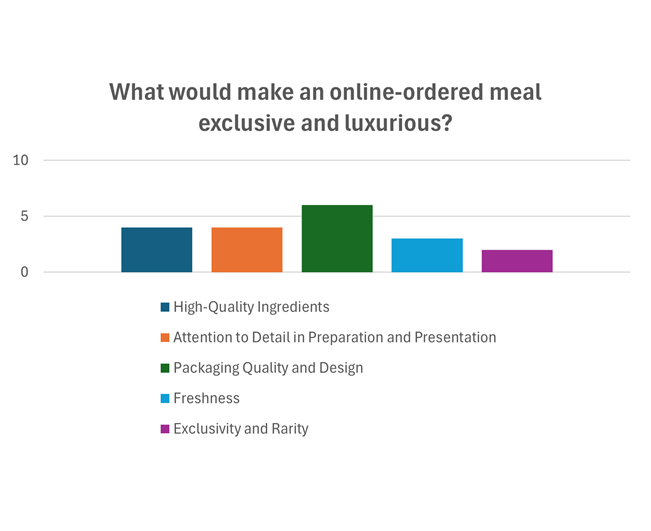 What would make an online-ordered meal
exclusive and luxurious?
10
5
0
High-Quality Ingredients
Attention to Detail in Preparation and Presentation
Packaging Quality and Design
Freshness
Exclusivity and Rarity